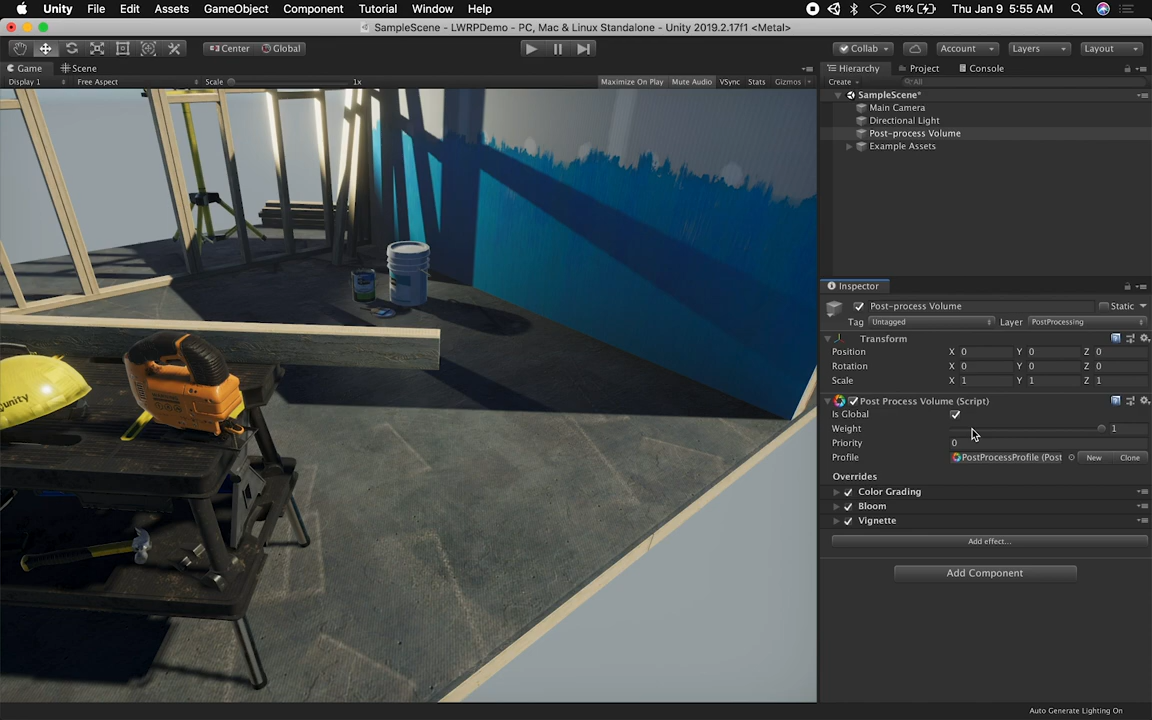 Unity File Edit Assets GameObject Component Tutorial Window Help 61% Thu Jan 9 5:55 AM
SampleScene - LWRPDemo - PC, Mac & Linux Standalone - Unity 2019.2.17f1 <Metal>
Center Global Collab Account Layers Layout
Game Scene Hierarchy Project Console
Display 1 Free Aspect Scale 1x Maximize On Play Mute Audio VSync Stats Gizmos Create All
SampleScene*
Main Camera
Directional Light
Post-process Volume
Example Assets
Inspector
Post-process Volume Static
Tag Untagged Layer PostProcessing
Transform
Position X 0 Y 0 Z 0
Rotation X 0 Y 0 Z 0
Scale X 1 Y 1 Z 1
Post Process Volume (Script)
Is Global
Weight 1
Priority 0
Profile PostProcessProfile (Post New Clone
Overrides
Color Grading
Bloom
Vignette
Add effect...
Add Component
unity
Auto Generate Lighting On